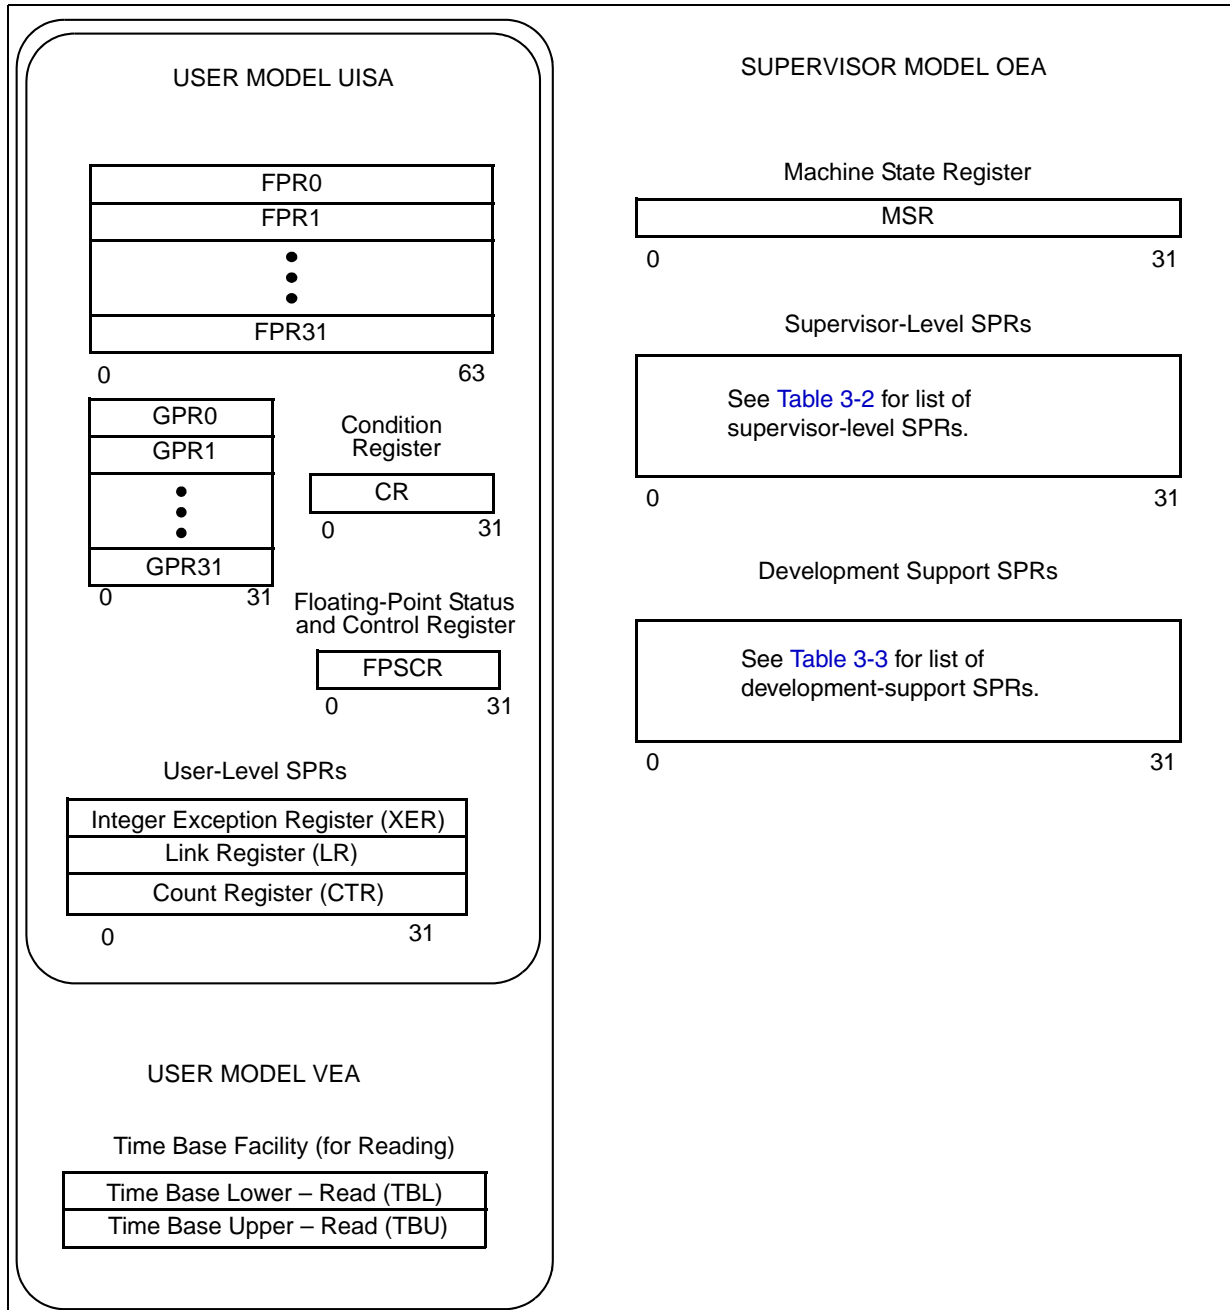 USER MODEL UISA
FPR0
FPR1
FPR31
0 63
GPR0
GPR1
GPR31
0 31
Condition
Register
CR
0 31
Floating-Point Status
and Control Register
FPSCR
0 31
User-Level SPRs
Integer Exception Register (XER)
Link Register (LR)
Count Register (CTR)
0 31
USER MODEL VEA
Time Base Facility (for Reading)
Time Base Lower – Read (TBL)
Time Base Upper – Read (TBU)
SUPERVISOR MODEL OEA
Machine State Register
MSR
0 31
Supervisor-Level SPRs
See Table 3-2 for list of
supervisor-level SPRs.
0 31
Development Support SPRs
See Table 3-3 for list of
development-support SPRs.
0 31